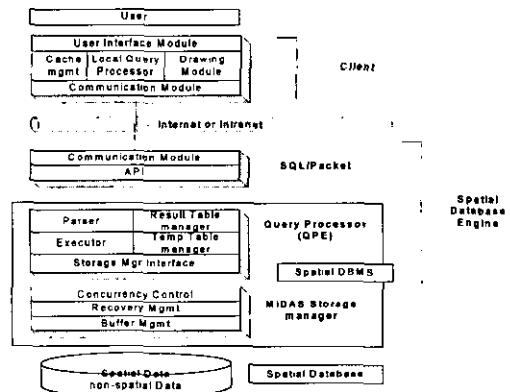 User
User Interface Module
Cache mgmt
Local Query Processor
Drawing Module
Communication Module
Client
Internet or Intranet
Communication Module
API
SQL/Packet
Spatial Database Engine
Parser
Result Table manager
Executor
Temp Table manager
Storage Mgr Interface
Query Processor (QPE)
Spatial DBMS
Concurrency Control
Recovery Mgmt
Buffer Mgmt
MIDAS Storage manager
Spatial Data
non-spatial Data
Spatial Database